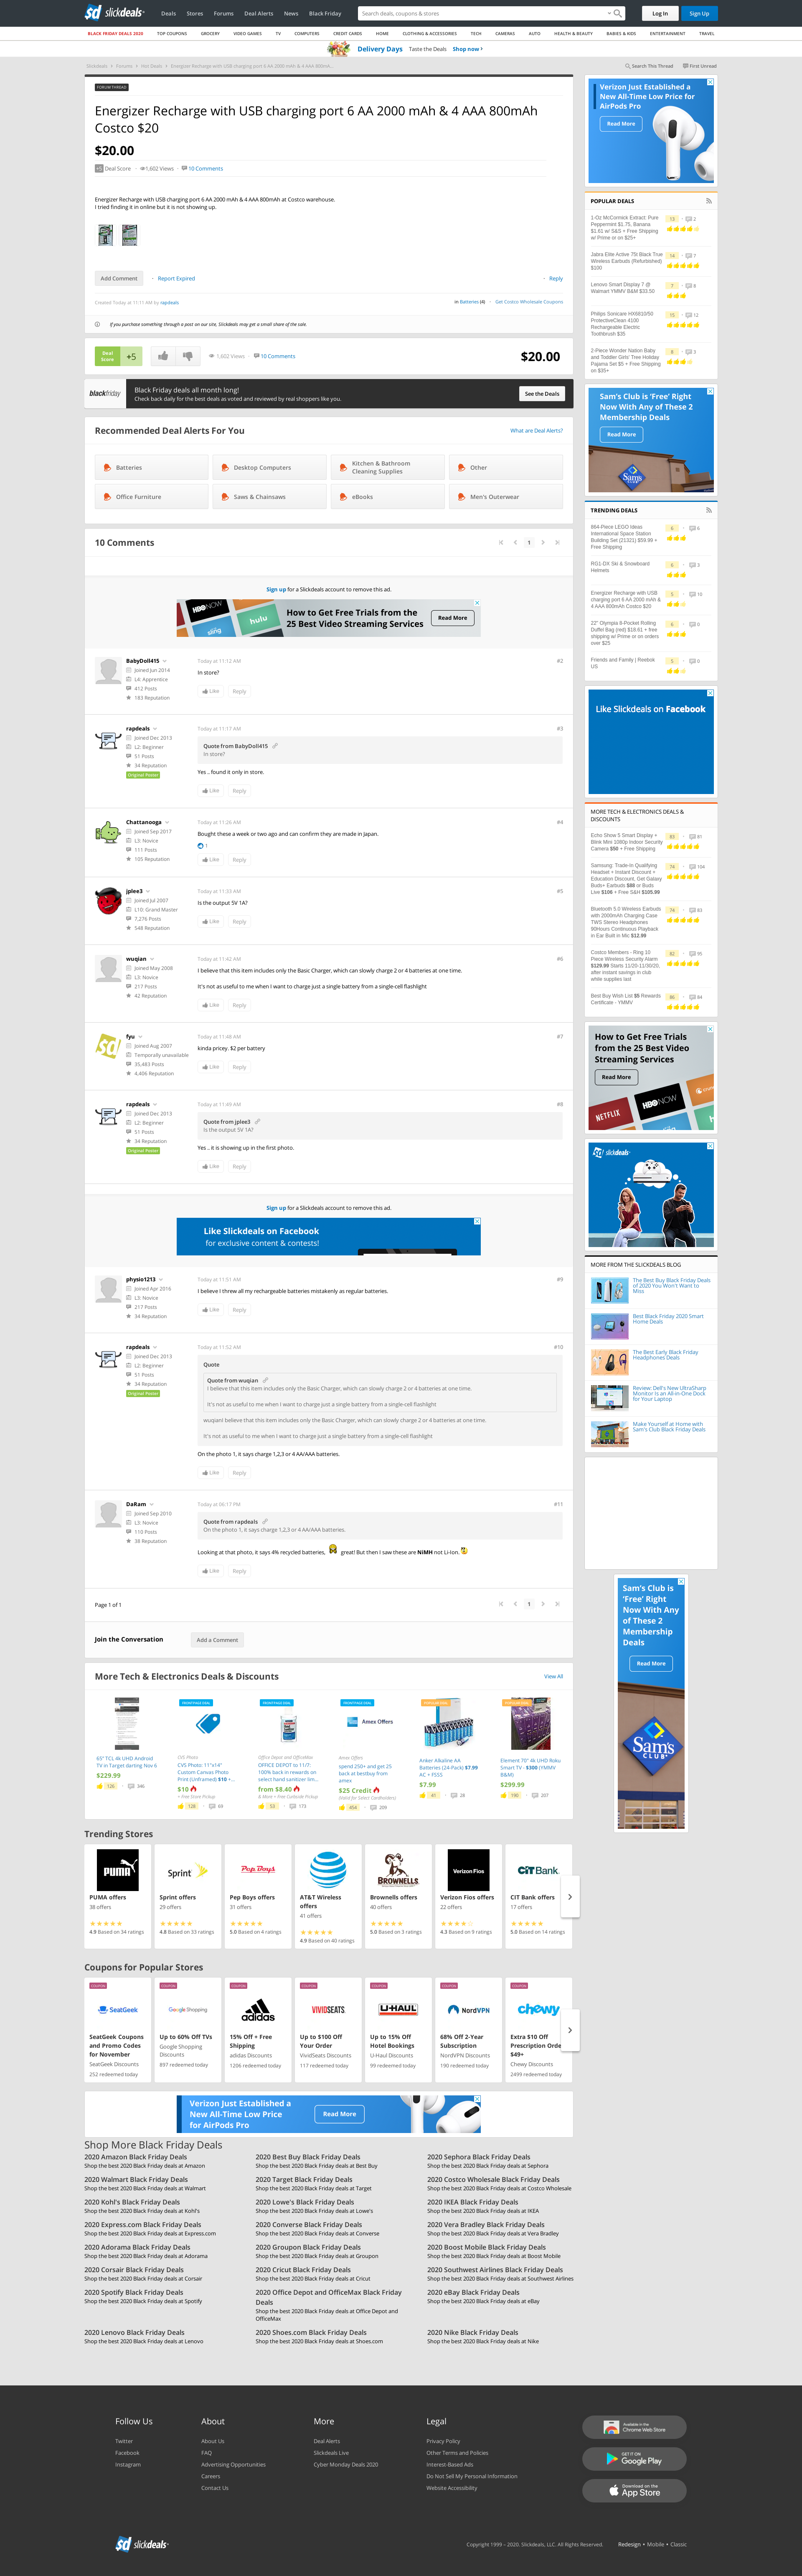 slickdeals
Deals
Stores
Forums
Deal Alerts
News
Black Friday
Search deals, coupons & stores
Log In
Sign Up
BLACK FRIDAY DEALS 2020
TOP COUPONS
GROCERY
VIDEO GAMES
TV
COMPUTERS
CREDIT CARDS
HOME
CLOTHING & ACCESSORIES
TECH
CAMERAS
AUTO
HEALTH & BEAUTY
BABIES & KIDS
ENTERTAINMENT
TRAVEL
Delivery Days Taste the Deals Shop now
Slickdeals > Forums > Hot Deals > Energizer Recharge with USB charging port 6 AA 2000 mAh & 4 AAA 800mA...
Search This Thread
First Unread
FORUM THREAD
Energizer Recharge with USB charging port 6 AA 2000 mAh & 4 AAA 800mAh
Costco $20
$20.00
+5 Deal Score
1,602 Views
10 Comments
Energizer Recharge with USB charging port 6 AA 2000 mAh & 4 AAA 800mAh at Costco warehouse.
I tried finding it in online but it is not showing up.
Add Comment
Report Expired
Reply
Created Today at 11:11 AM by rapdeals
Batteries (4)
Get Costco Wholesale Coupons
If you purchase something through a post on our site, Slickdeals may get a small share of the sale.
Deal
Score
+5
1,602 Views
10 Comments
$20.00
blackfriday
Black Friday deals all month long!
Check back daily for the best deals as voted and reviewed by real shoppers like you.
See the Deals
Recommended Deal Alerts For You
What are Deal Alerts?
Batteries
Desktop Computers
Kitchen & Bathroom
Cleaning Supplies
Other
Office Furniture
Saws & Chainsaws
eBooks
Men's Outerwear
10 Comments
1
Sign up for a Slickdeals account to remove this ad.
HBO NOW
sling
hulu
How to Get Free Trials from the
25 Best Video Streaming Services
Read More
BabyDoll415
Joined Jun 2014
L4: Apprentice
412 Posts
183 Reputation
Today at 11:12 AM
#2
In store?
Like
Reply
rapdeals
Joined Dec 2013
L2: Beginner
51 Posts
34 Reputation
Original Poster
Today at 11:17 AM
#3
Quote from BabyDoll415
In store?
Yes .. found it only in store.
Like
Reply
Chattanooga
Joined Sep 2017
L3: Novice
111 Posts
105 Reputation
Today at 11:26 AM
#4
Bought these a week or two ago and can confirm they are made in Japan.
1
Like
Reply
jplee3
Joined Jul 2007
L10: Grand Master
7,276 Posts
548 Reputation
Today at 11:33 AM
#5
Is the output 5V 1A?
Like
Reply
wuqian
Joined May 2008
L3: Novice
217 Posts
42 Reputation
Today at 11:42 AM
#6
I believe that this item includes only the Basic Charger, which can slowly charge 2 or 4 batteries at one time.
It's not as useful to me when I want to charge just a single battery from a single-cell flashlight
Like
Reply
fyu
Joined Aug 2007
Temporarily unavailable
35,483 Posts
4,406 Reputation
Today at 11:48 AM
#7
kinda pricey. $2 per battery
Like
Reply
rapdeals
Joined Dec 2013
L2: Beginner
51 Posts
34 Reputation
Original Poster
Today at 11:49 AM
#8
Quote from jplee3
Is the output 5V 1A?
Yes .. it is showing up in the first photo.
Like
Reply
Sign up for a Slickdeals account to remove this ad.
Like Slickdeals on Facebook
for exclusive content & contests!
physio1213
Joined Apr 2016
L3: Novice
217 Posts
34 Reputation
Today at 11:51 AM
#9
I believe I threw all my rechargeable batteries mistakenly as regular batteries.
Like
Reply
rapdeals
Joined Dec 2013
L2: Beginner
51 Posts
34 Reputation
Original Poster
Today at 11:52 AM
#10
Quote
Quote from wuqian
I believe that this item includes only the Basic Charger, which can slowly charge 2 or 4 batteries at one time.
It's not as useful to me when I want to charge just a single battery from a single-cell flashlight
wuqianI believe that this item includes only the Basic Charger, which can slowly charge 2 or 4 batteries at one time.
It's not as useful to me when I want to charge just a single battery from a single-cell flashlight
On the photo 1, it says charge 1,2,3 or 4 AA/AAA batteries.
Like
Reply
DaRam
Joined Sep 2010
L3: Novice
110 Posts
38 Reputation
Today at 06:17 PM
#11
Quote from rapdeals
On the photo 1, it says charge 1,2,3 or 4 AA/AAA batteries.
Looking at that photo, it says 4% recycled batteries, great! But then I saw these are NiMH not Li-Ion.
Like
Reply
Page 1 of 1
1
Join the Conversation
Add a Comment
More Tech & Electronics Deals & Discounts
View All
65" TCL 4k UHD Android
TV in Target darting Nov 6
$229.99
126
346
FRONTPAGE DEAL
CVS Photo
CVS Photo: 11"x14"
Custom Canvas Photo
Print (Unframed) $10 +...
$10
+ Free Store Pickup
128
69
FRONTPAGE DEAL
Office Depot and OfficeMax
OFFICE DEPOT to 11/7:
100% back in rewards on
select hand sanitizer lim...
from $8.40
& More + Free Curbside Pickup
53
173
FRONTPAGE DEAL
Amex Offers
Amex Offers
spend 250+ and get 25
back at bestbuy from
amex
$25 Credit
(Valid for Select Cardholders)
454
209
Anker Alkaline AA
Batteries (24-Pack) $7.99
AC + FSSS
$7.99
41
28
Element 70" 4K UHD Roku
Smart TV - $300 (YMMV
B&M)
$299.99
190
207
Trending Stores
PUMA
PUMA offers
38 offers
4.9 Based on 34 ratings
Sprint
Sprint offers
29 offers
4.8 Based on 33 ratings
Pep Boys
Pep Boys offers
31 offers
5.0 Based on 4 ratings
AT&T
AT&T Wireless
offers
41 offers
4.9 Based on 40 ratings
BROWNELLS
Brownells offers
40 offers
5.0 Based on 3 ratings
Verizon Fios
Verizon Fios offers
22 offers
4.3 Based on 9 ratings
CIT Bank
CIT Bank offers
17 offers
5.0 Based on 14 ratings
Coupons for Popular Stores
COUPON
SeatGeek
SeatGeek Coupons
and Promo Codes
for November
SeatGeek Discounts
252 redeemed today
COUPON
Google Shopping
Up to 60% Off TVs
Google Shopping
Discounts
897 redeemed today
COUPON
adidas
15% Off + Free
Shipping
adidas Discounts
1206 redeemed today
COUPON
VIVIDSEATS
Up to $100 Off
Your Order
VividSeats Discounts
117 redeemed today
COUPON
U-HAUL
Up to 15% Off
Hotel Bookings
U-Haul Discounts
99 redeemed today
COUPON
NordVPN
68% Off 2-Year
Subscription
NordVPN Discounts
190 redeemed today
COUPON
chewy
Extra $10 Off
Prescription Orde
$49+
Chewy Discounts
2499 redeemed today
Verizon Just Established a
New All-Time Low Price
for AirPods Pro
Read More
Shop More Black Friday Deals
2020 Amazon Black Friday Deals
Shop the best 2020 Black Friday deals at Amazon
2020 Best Buy Black Friday Deals
Shop the best 2020 Black Friday deals at Best Buy
2020 Sephora Black Friday Deals
Shop the best 2020 Black Friday deals at Sephora
2020 Walmart Black Friday Deals
Shop the best 2020 Black Friday deals at Walmart
2020 Target Black Friday Deals
Shop the best 2020 Black Friday deals at Target
2020 Costco Wholesale Black Friday Deals
Shop the best 2020 Black Friday deals at Costco Wholesale
2020 Kohl's Black Friday Deals
Shop the best 2020 Black Friday deals at Kohl's
2020 Lowe's Black Friday Deals
Shop the best 2020 Black Friday deals at Lowe's
2020 IKEA Black Friday Deals
Shop the best 2020 Black Friday deals at IKEA
2020 Express.com Black Friday Deals
Shop the best 2020 Black Friday deals at Express.com
2020 Converse Black Friday Deals
Shop the best 2020 Black Friday deals at Converse
2020 Vera Bradley Black Friday Deals
Shop the best 2020 Black Friday deals at Vera Bradley
2020 Adorama Black Friday Deals
Shop the best 2020 Black Friday deals at Adorama
2020 Groupon Black Friday Deals
Shop the best 2020 Black Friday deals at Groupon
2020 Boost Mobile Black Friday Deals
Shop the best 2020 Black Friday deals at Boost Mobile
2020 Corsair Black Friday Deals
Shop the best 2020 Black Friday deals at Corsair
2020 Cricut Black Friday Deals
Shop the best 2020 Black Friday deals at Cricut
2020 Southwest Airlines Black Friday Deals
Shop the best 2020 Black Friday deals at Southwest Airlines
2020 Spotify Black Friday Deals
Shop the best 2020 Black Friday deals at Spotify
2020 Office Depot and OfficeMax Black Friday
Deals
Shop the best 2020 Black Friday deals at Office Depot and
OfficeMax
2020 eBay Black Friday Deals
Shop the best 2020 Black Friday deals at eBay
2020 Lenovo Black Friday Deals
Shop the best 2020 Black Friday deals at Lenovo
2020 Shoes.com Black Friday Deals
Shop the best 2020 Black Friday deals at Shoes.com
2020 Nike Black Friday Deals
Shop the best 2020 Black Friday deals at Nike
Verizon Just Established a
New All-Time Low Price for
AirPods Pro
Read More
POPULAR DEALS
1-Oz McCormick Extract: Pure
Peppermint $1.75, Banana
$1.61 w/ S&S + Free Shipping
w/ Prime or on $25+
13
2
Jabra Elite Active 75t Black True
Wireless Earbuds (Refurbished)
$100
14
7
Lenovo Smart Display 7 @
Walmart YMMV B&M $33.50
7
8
Philips Sonicare HX6810/50
ProtectiveClean 4100
Rechargeable Electric
Toothbrush $35
15
12
2-Piece Wonder Nation Baby
and Toddler Girls' Tree Holiday
Pajama Set $5 + Free Shipping
on $35+
8
3
Sam's Club is 'Free' Right
Now With Any of These 2
Membership Deals
Read More
Sam's
CLUB
TRENDING DEALS
864-Piece LEGO Ideas
International Space Station
Building Set (21321) $59.99 +
Free Shipping
6
6
RG1-DX Ski & Snowboard
Helmets
6
3
Energizer Recharge with USB
charging port 6 AA 2000 mAh &
4 AAA 800mAh Costco $20
5
10
22" Olympia 8-Pocket Rolling
Duffel Bag (red) $18.61 + free
shipping w/ Prime or on orders
over $25
6
0
Friends and Family | Reebok
US
5
0
Like Slickdeals on Facebook
MORE TECH & ELECTRONICS DEALS &
DISCOUNTS
Echo Show 5 Smart Display +
Blink Mini 1080p Indoor Security
Camera $50 + Free Shipping
93
81
Samsung: Trade-In Qualifying
Headset + Instant Discount +
Education Discount, Get Galaxy
Buds+ Earbuds $88 or Buds
Live $106 + Free S&H $105.99
74
104
Bluetooth 5.0 Wireless Earbuds
with 2000mAh Charging Case
TWS Stereo Headphones
90Hours Continuous Playback
in Ear Built in Mic $12.99
74
63
Costco Members - Ring 10
Piece Wireless Security Alarm
$129.99 Starts 11/20-11/30/20,
after instant savings in club
while supplies last
82
95
Best Buy Wish List $5 Rewards
Certificate - YMMV
86
84
How to Get Free Trials
from the 25 Best Video
Streaming Services
Read More
HBO NOW
NETFLIX
slickdeals
MORE FROM THE SLICKDEALS BLOG
The Best Buy Black Friday Deals
of 2020 You Won't Want to
Miss
Best Black Friday 2020 Smart
Home Deals
The Best Early Black Friday
Headphones Deals
Review: Dell's New UltraSharp
Monitor Is an All-in-One Dock
for Your Laptop
Make Yourself at Home with
Sam's Club Black Friday Deals
Sam's Club is
'Free' Right
Now With Any
of These 2
Membership
Deals
Read More
Sam's
CLUB
Follow Us
Twitter
Facebook
Instagram
About
About Us
FAQ
Advertising Opportunities
Careers
Contact Us
More
Deal Alerts
Slickdeals Live
Cyber Monday Deals 2020
Legal
Privacy Policy
Other Terms and Policies
Interest-Based Ads
Do Not Sell My Personal Information
Website Accessibility
Available in the
Chrome Web Store
GET IT ON
Google Play
Download on the
App Store
slickdeals
Copyright 1999 - 2020. Slickdeals, LLC. All Rights Reserved.
Redesign • Mobile • Classic